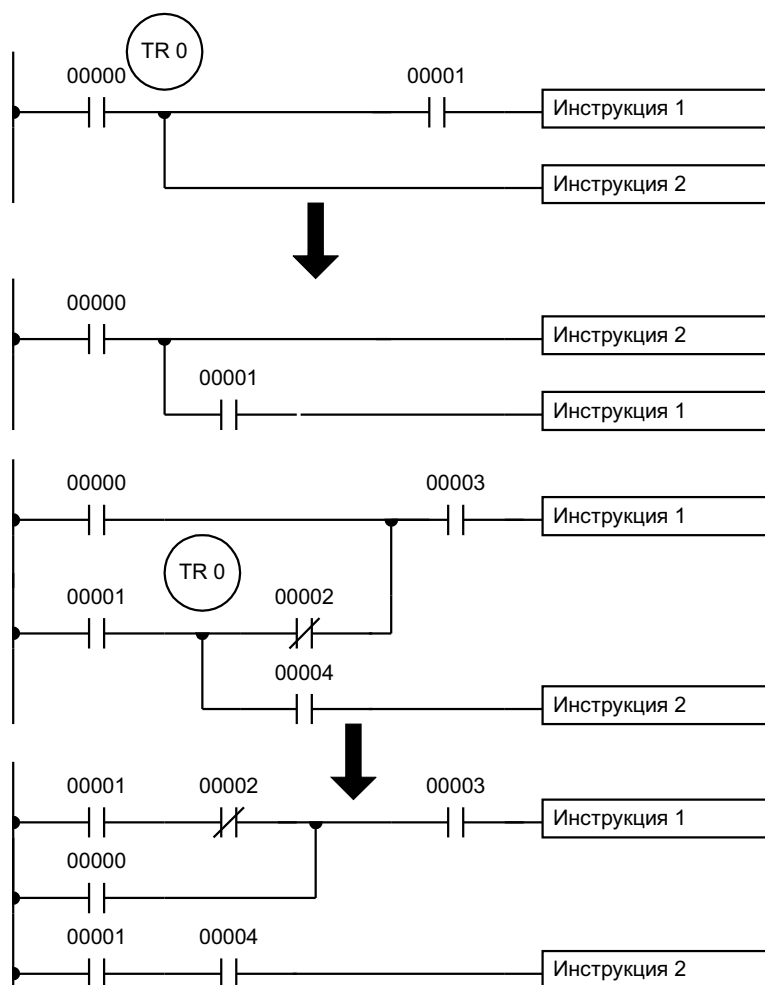 TR 0
00000 00001
Инструкция 1
Инструкция 2
00000
Инструкция 2
00001
Инструкция 1
00000 00003
Инструкция 1
TR 0
00001 00002
00004
Инструкция 2
00001 00002 00003
Инструкция 1
00000
00001 00004
Инструкция 2